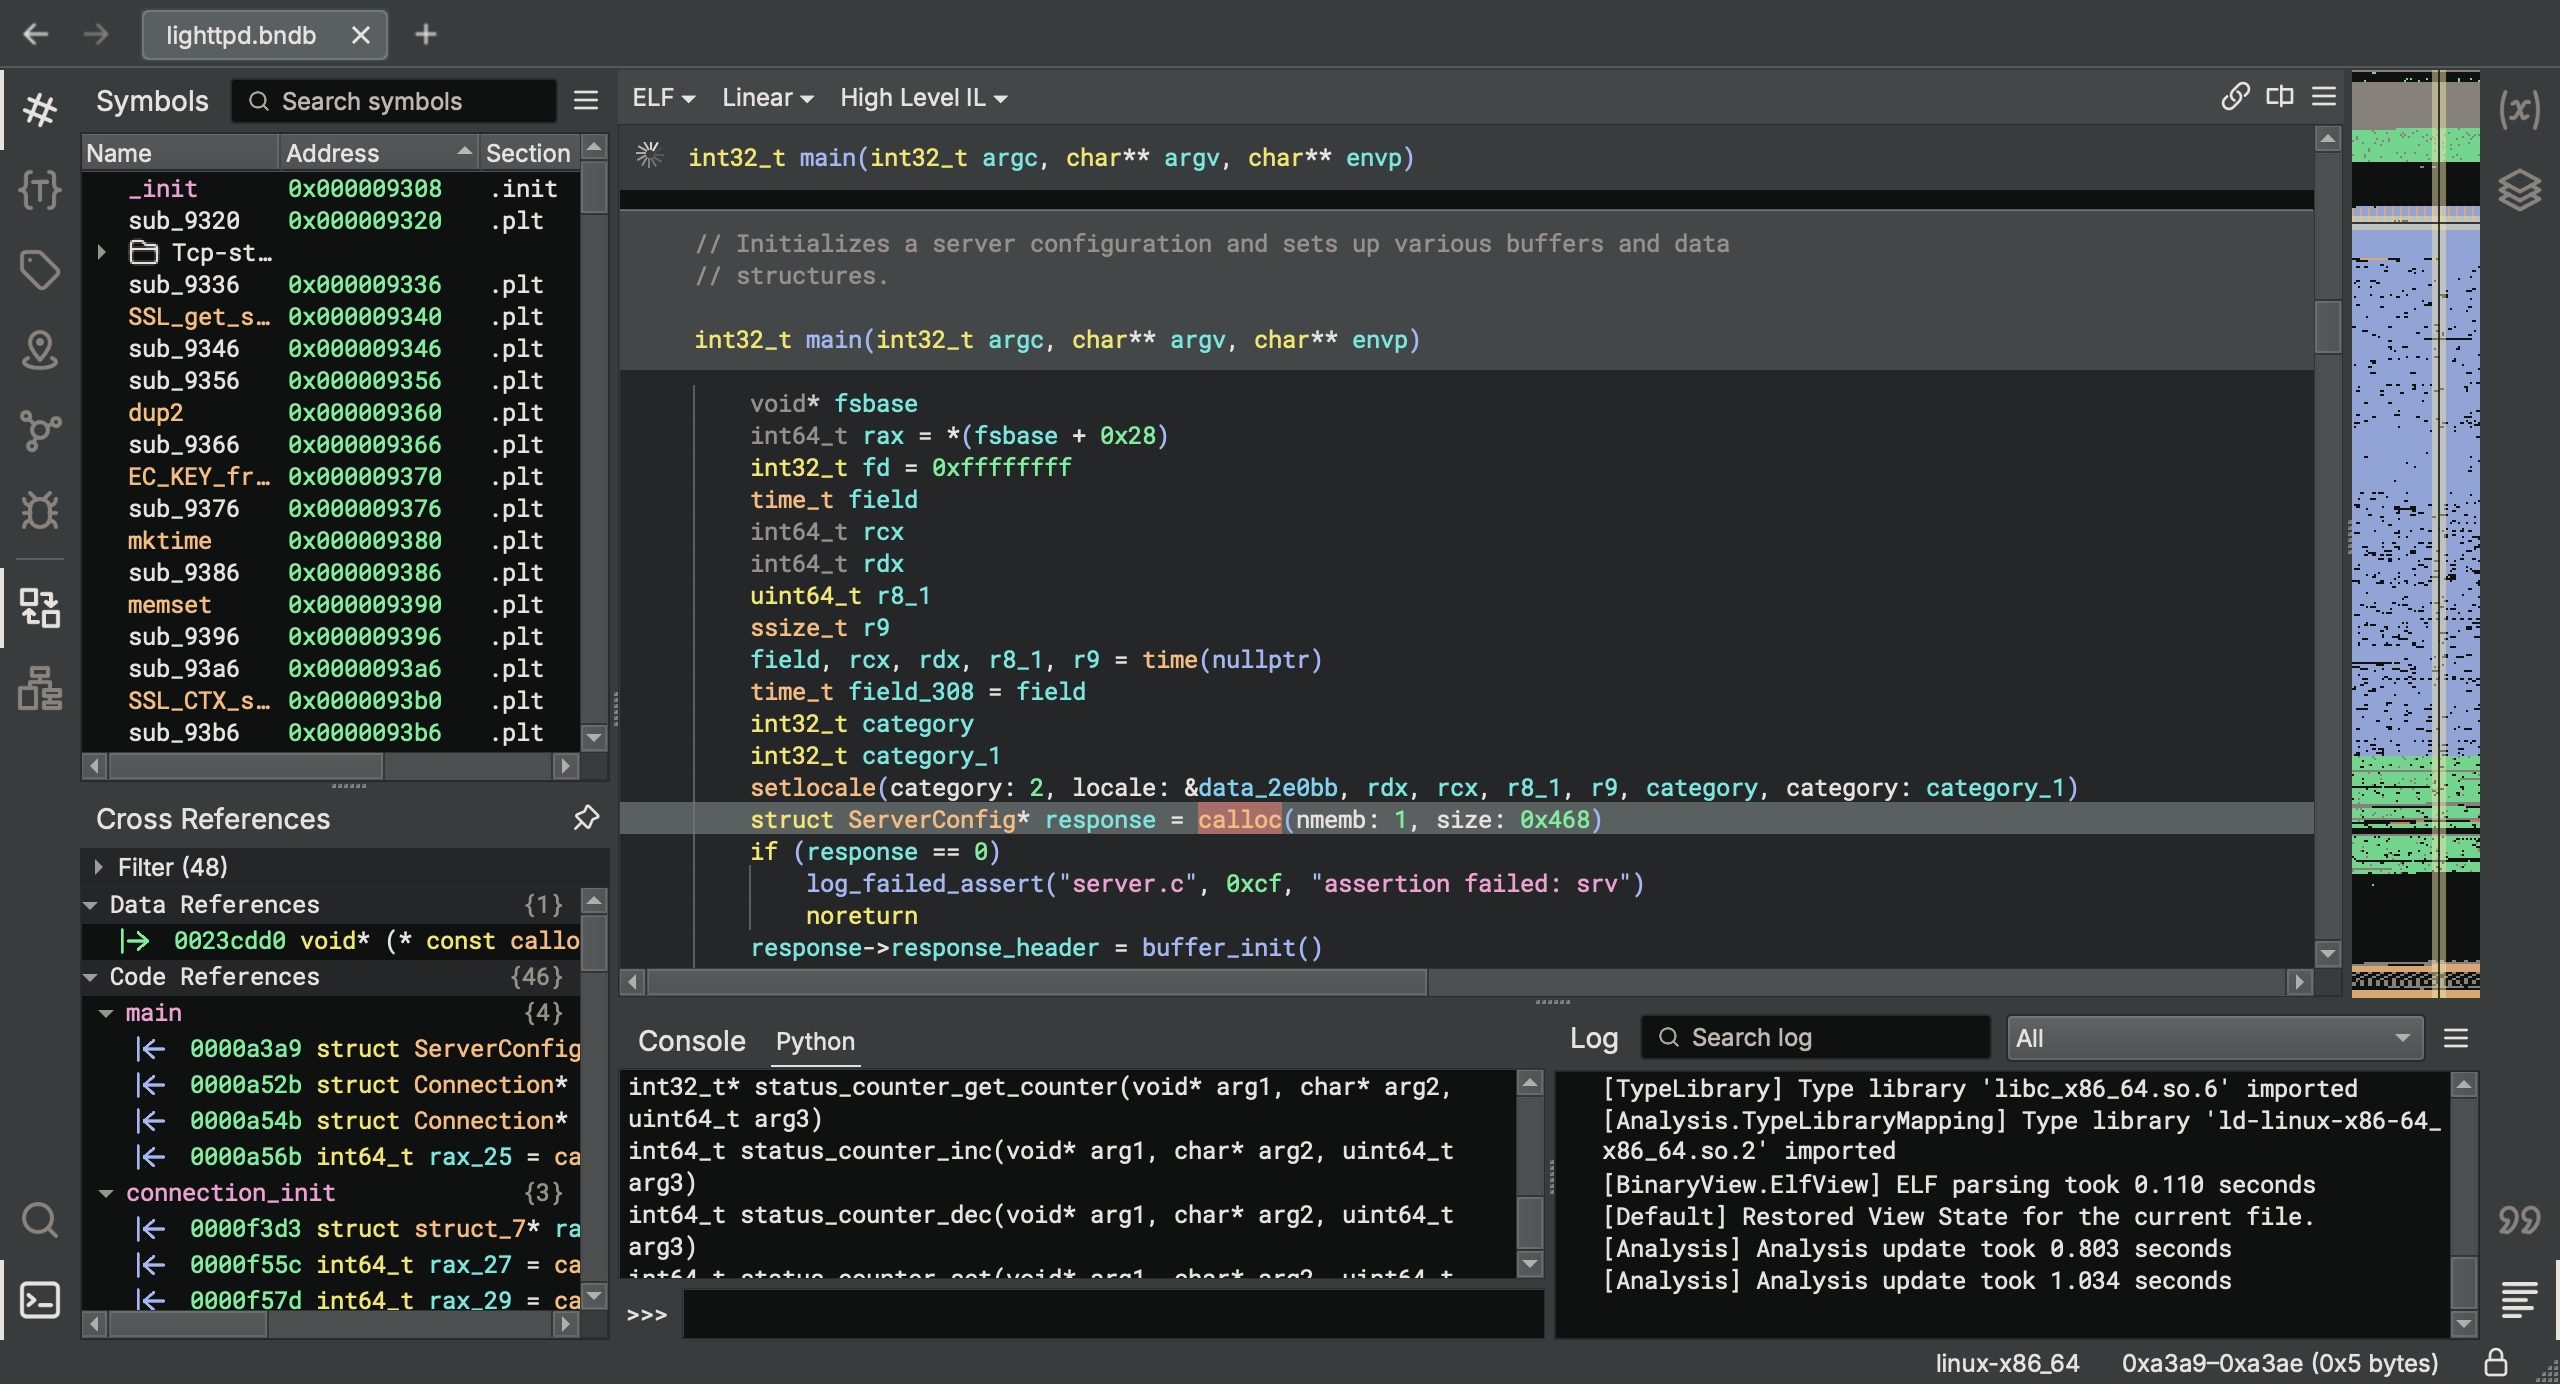 lighttpd.bndb
Symbols
Search symbols
Name Address Section
_init 0x000009308 .init
sub_9320 0x000009320 .plt
Tcp-st…
sub_9336 0x000009336 .plt
SSL_get_s… 0x000009340 .plt
sub_9346 0x000009346 .plt
sub_9356 0x000009356 .plt
dup2 0x000009360 .plt
sub_9366 0x000009366 .plt
EC_KEY_fr… 0x000009370 .plt
sub_9376 0x000009376 .plt
mktime 0x000009380 .plt
sub_9386 0x000009386 .plt
memset 0x000009390 .plt
sub_9396 0x000009396 .plt
sub_93a6 0x0000093a6 .plt
SSL_CTX_s… 0x0000093b0 .plt
sub_93b6 0x0000093b6 .plt
Cross References
Filter (48)
Data References {1}
0023cdd0 void* (* const callo
Code References {46}
main {4}
0000a3a9 struct ServerConfig
0000a52b struct Connection*
0000a54b struct Connection*
0000a56b int64_t rax_25 = ca
connection_init {3}
0000f3d3 struct struct_7* ra
0000f55c int64_t rax_27 = ca
0000f57d int64_t rax_29 = ca
ELF Linear High Level IL
int32_t main(int32_t argc, char** argv, char** envp)
// Initializes a server configuration and sets up various buffers and data
// structures.
int32_t main(int32_t argc, char** argv, char** envp)
void* fsbase
int64_t rax = *(fsbase + 0x28)
int32_t fd = 0xffffffff
time_t field
int64_t rcx
int64_t rdx
uint64_t r8_1
ssize_t r9
field, rcx, rdx, r8_1, r9 = time(nullptr)
time_t field_308 = field
int32_t category
int32_t category_1
setlocale(category: 2, locale: &data_2e0bb, rdx, rcx, r8_1, r9, category, category: category_1)
struct ServerConfig* response = calloc(nmemb: 1, size: 0x468)
if (response == 0)
log_failed_assert("server.c", 0xcf, "assertion failed: srv")
noreturn
response->response_header = buffer_init()
Console Python
int32_t* status_counter_get_counter(void* arg1, char* arg2,
uint64_t arg3)
int64_t status_counter_inc(void* arg1, char* arg2, uint64_t
arg3)
int64_t status_counter_dec(void* arg1, char* arg2, uint64_t
arg3)
int64_t status_counter_set(void* arg1, char* arg2, uint64_t
>>>
Log
Search log
All
[TypeLibrary] Type library 'libc_x86_64.so.6' imported
[Analysis.TypeLibraryMapping] Type library 'ld-linux-x86-64_
x86_64.so.2' imported
[BinaryView.ElfView] ELF parsing took 0.110 seconds
[Default] Restored View State for the current file.
[Analysis] Analysis update took 0.803 seconds
[Analysis] Analysis update took 1.034 seconds
linux-x86_64 0xa3a9–0xa3ae (0x5 bytes)